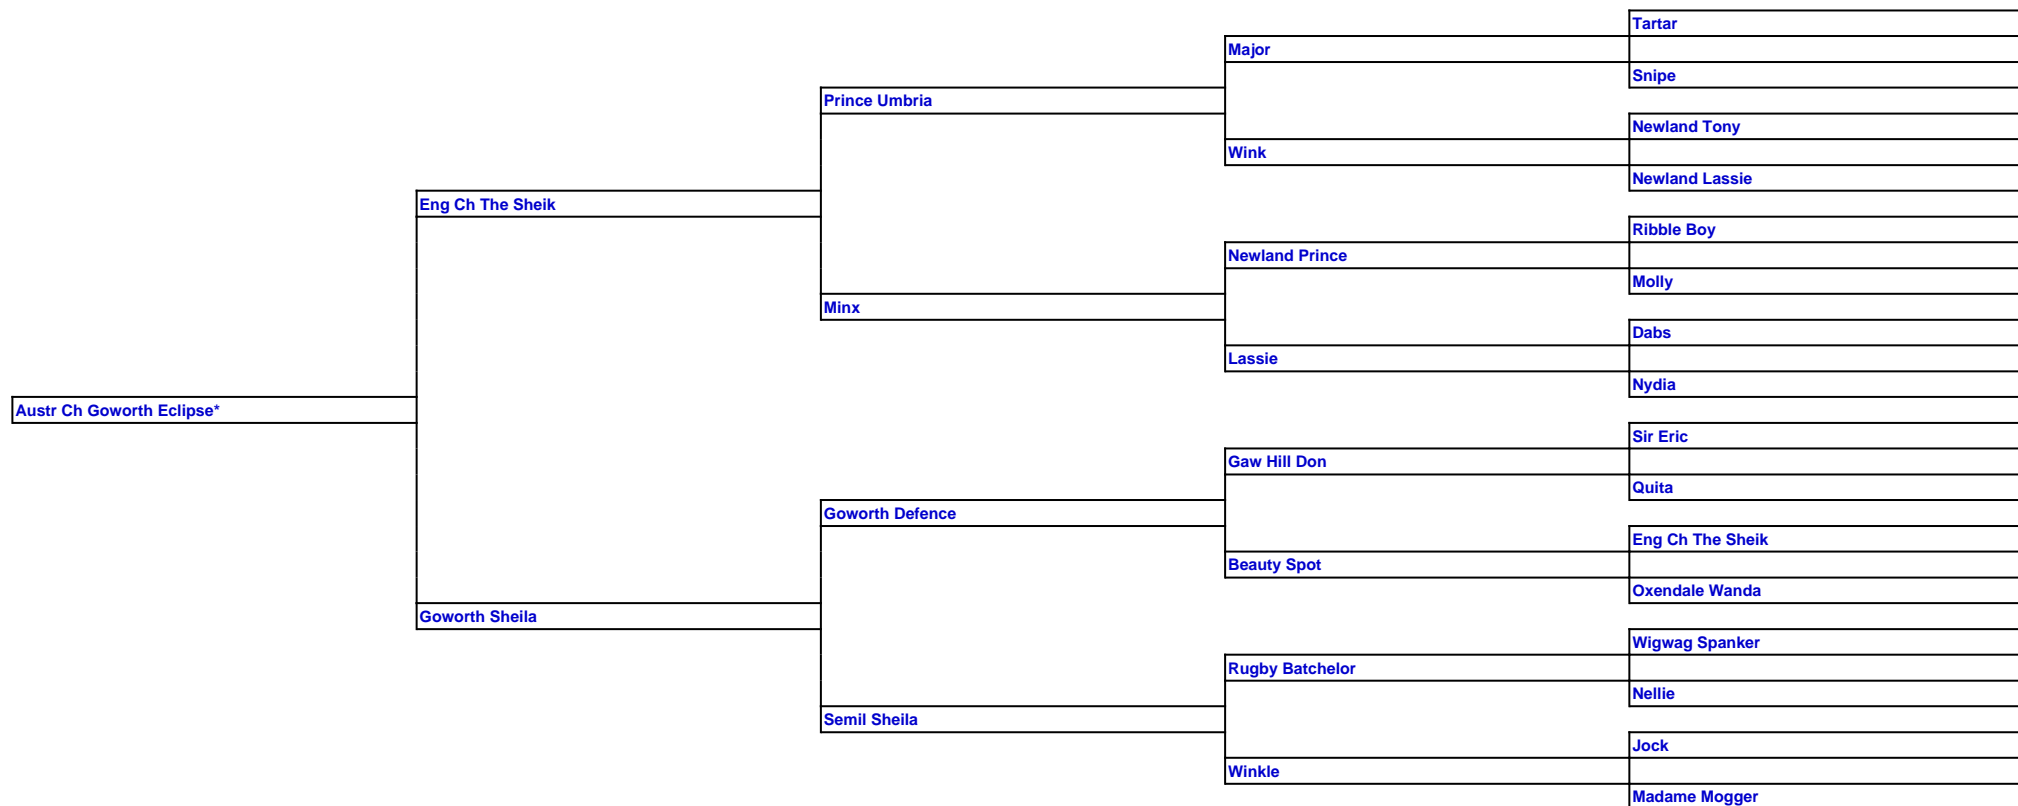 Tartar
Major
Snipe
Prince Umbria
Newland Tony
Wink
Newland Lassie
Eng Ch The Sheik
Ribble Boy
Newland Prince
Molly
Minx
Dabs
Lassie
Nydia
Austr Ch Goworth Eclipse*
Sir Eric
Gaw Hill Don
Quita
Goworth Defence
Eng Ch The Sheik
Beauty Spot
Oxendale Wanda
Goworth Sheila
Wigwag Spanker
Rugby Batchelor
Nellie
Semil Sheila
Jock
Winkle
Madame Mogger